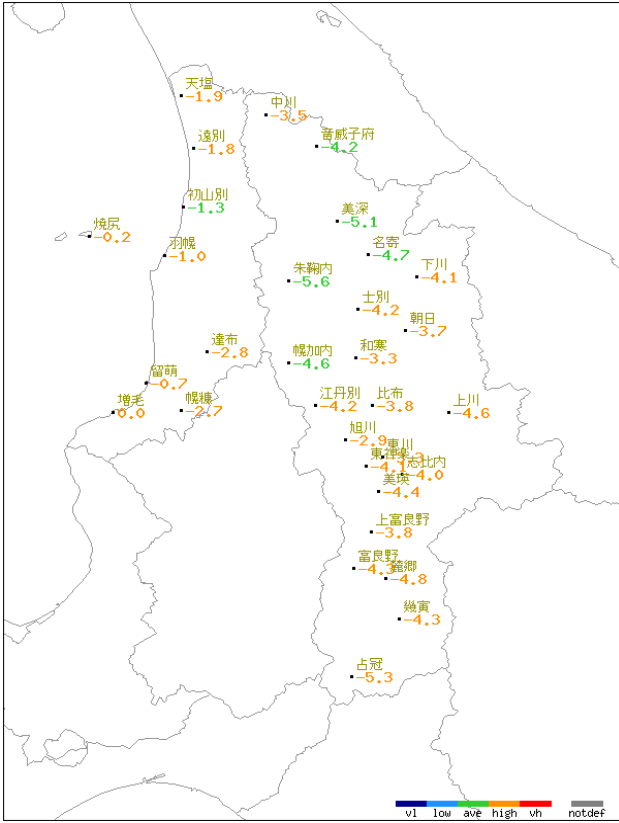 天塩
-1.9
中川
-3.5
音威子府
-4.2
遠別
-1.8
初山別
-1.3
美深
-5.1
焼尻
-0.2
羽幌
-1.0
名寄
-4.7
下川
-4.1
朱鞠内
-5.6
士別
-4.2
朝日
-3.7
達布
-2.8
幌加内
-4.6
和寒
-3.3
留萌
-0.7
増毛
0.0
幌糠
-2.7
江丹別
-4.2
比布
-3.8
上川
-4.6
旭川
-2.9
東川
東神楽
-4.1
志比内
-4.0
美瑛
-4.4
上富良野
-3.8
富良野
-4.3
麓郷
-4.8
幾寅
-4.3
占冠
-5.3
vl low ave high vh notdef